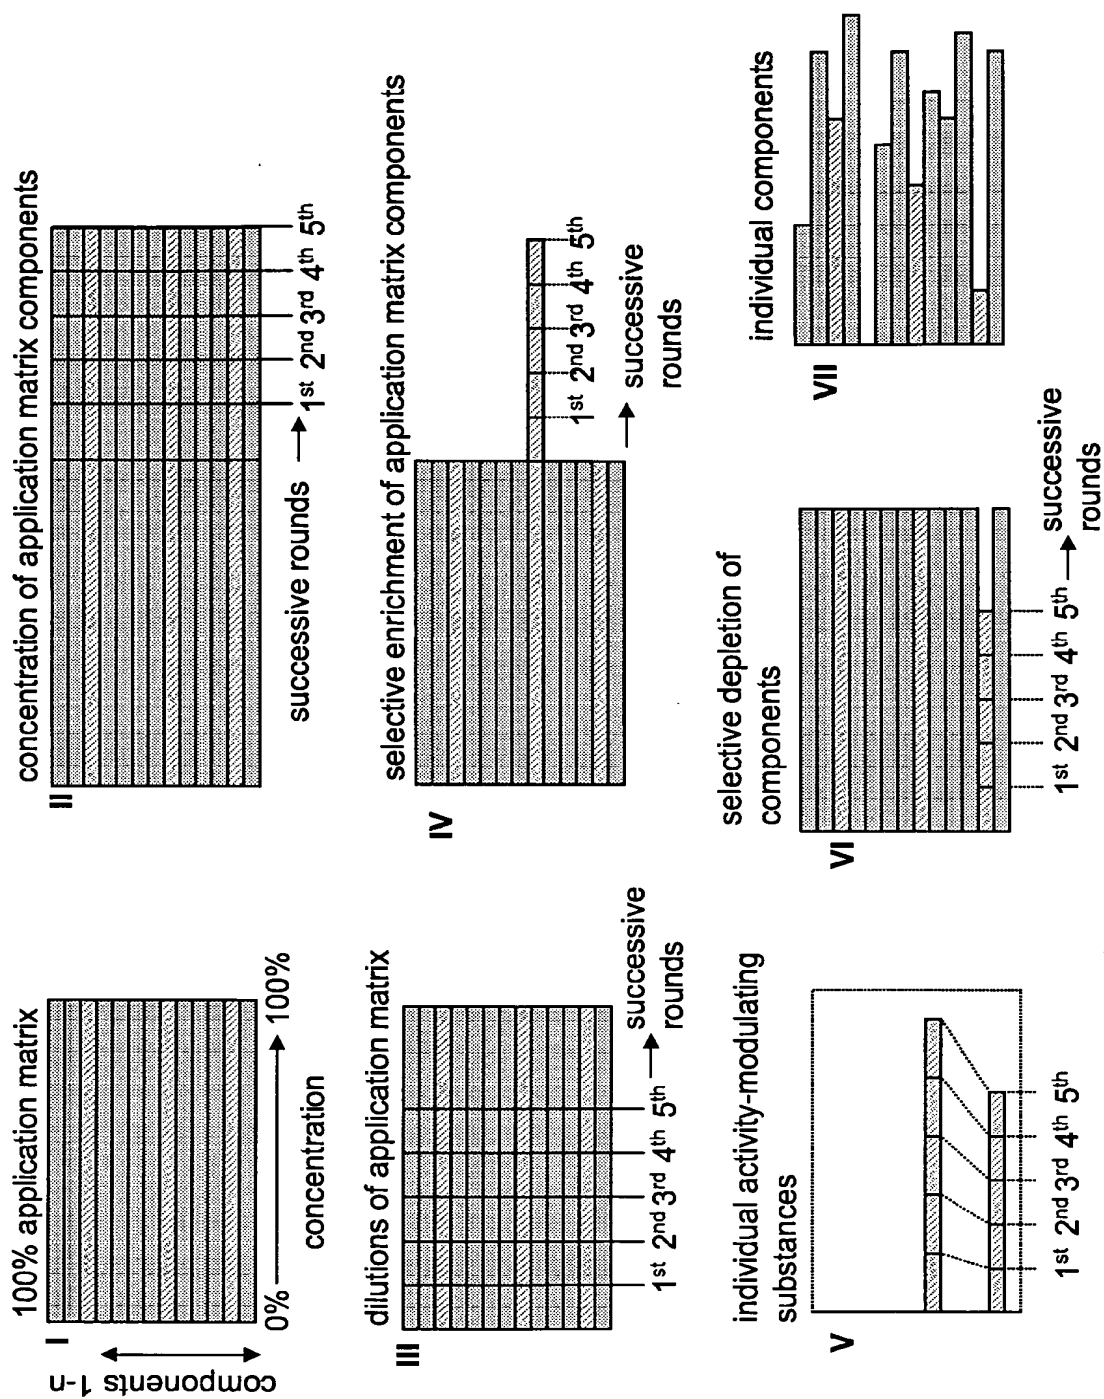 100% application matrix
I
components 1-n
0%
100%
concentration
concentration of application matrix components
II
successive rounds
1st 2nd 3rd 4th 5th
dilutions of application matrix
III
1st 2nd 3rd 4th 5th
successive
rounds
selective enrichment of application matrix components
IV
1st 2nd 3rd 4th 5th
successive
rounds
individual activity-modulating
substances
V
1st 2nd 3rd 4th 5th
selective depletion of
components
VI
1st 2nd 3rd 4th 5th
successive
rounds
individual components
VII